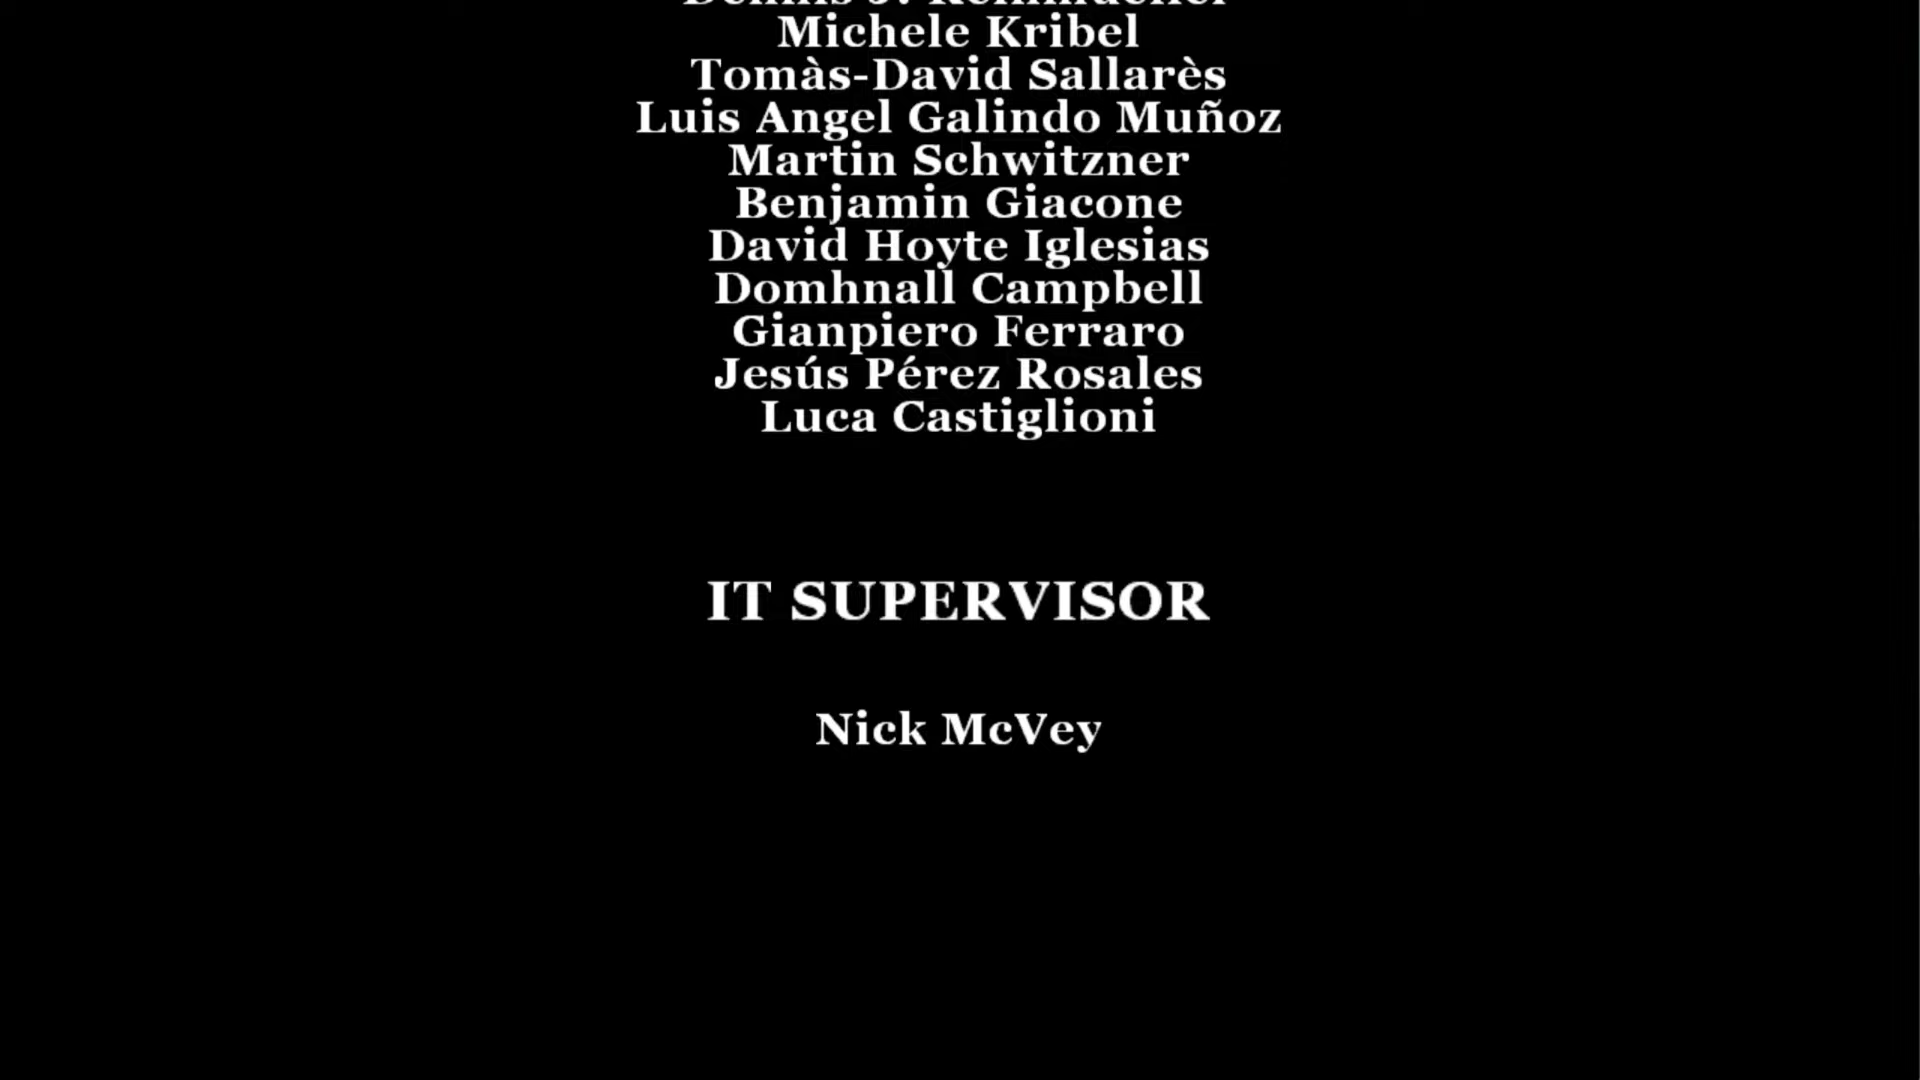 Michele Kribel
Tomàs-David Sallarès
Luis Angel Galindo Muñoz
Martin Schwitzner
Benjamin Giacone
David Hoyte Iglesias
Domhnall Campbell
Gianpiero Ferraro
Jesús Pérez Rosales
Luca Castiglioni
IT SUPERVISOR
Nick McVey